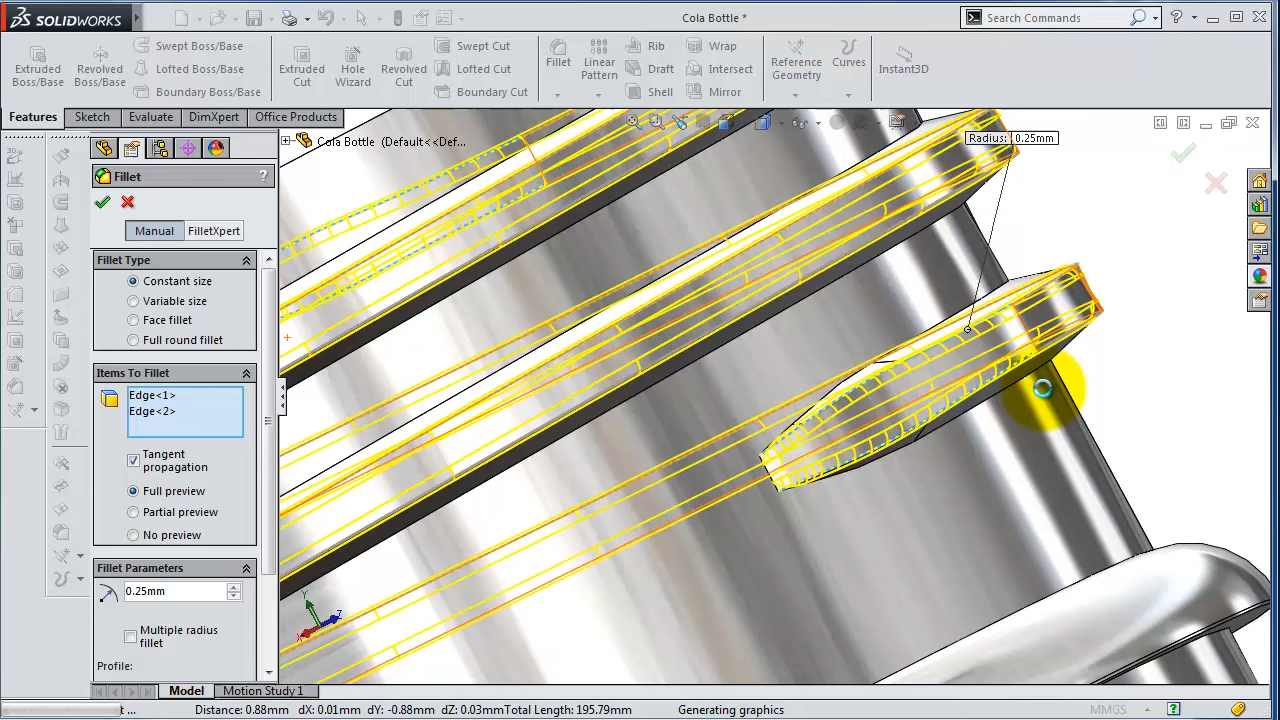 SOLIDWORKS
Cola Bottle *
Search Commands
Extruded Boss/Base
Revolved Boss/Base
Swept Boss/Base
Lofted Boss/Base
Boundary Boss/Base
Extruded Cut
Hole Wizard
Revolved Cut
Swept Cut
Lofted Cut
Boundary Cut
Fillet
Linear Pattern
Rib
Draft
Shell
Wrap
Intersect
Mirror
Reference Geometry
Curves
Instant3D
Features
Sketch
Evaluate
DimXpert
Office Products
Cola Bottle (Default<<Def...
Radius: 0.25mm
Fillet
?
Manual
FilletXpert
Fillet Type
Constant size
Variable size
Face fillet
Full round fillet
Items To Fillet
Edge<1>
Edge<2>
Tangent
propagation
Full preview
Partial preview
No preview
Fillet Parameters
0.25mm
Multiple radius
fillet
Profile:
Y
Z
X
Model
Motion Study 1
... Distance: 0.88mm dX: 0.01mm dY: -0.88mm dZ: 0.03mmTotal Length: 195.79mm Generating graphics MMGS ?